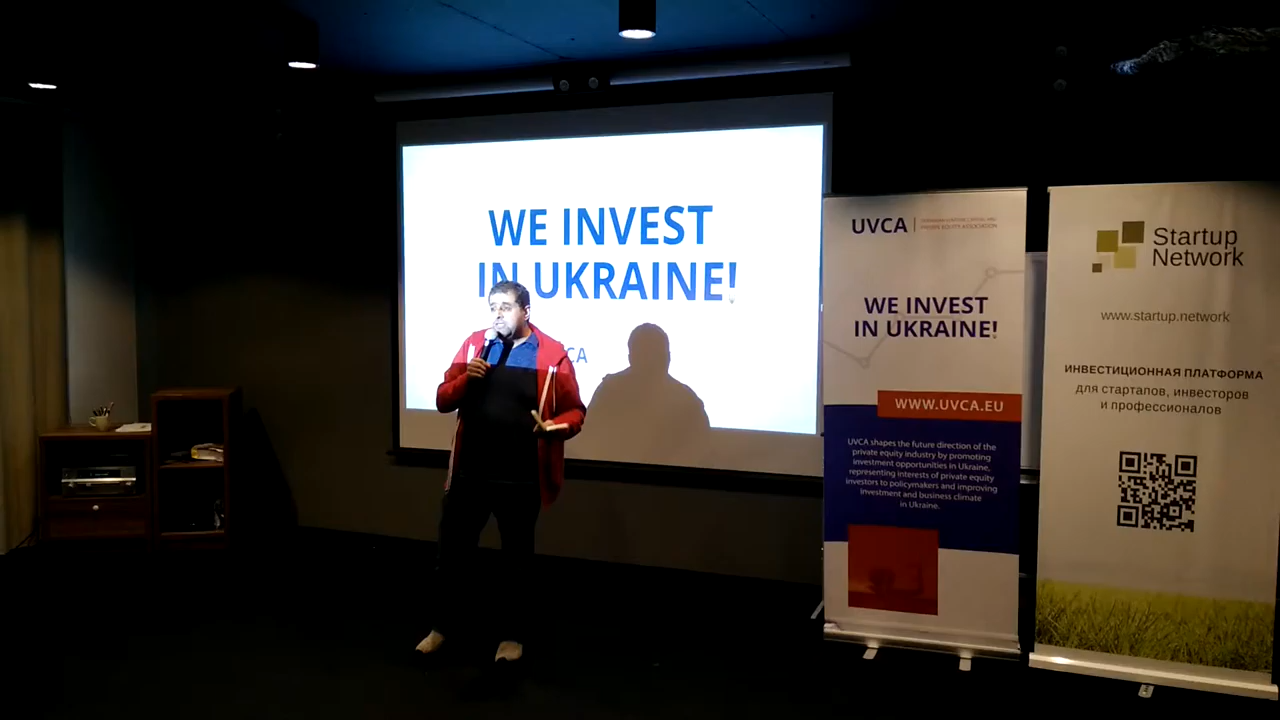 WE INVEST
IN UKRAINE!
CA
UVCA
WE INVEST
IN UKRAINE!
WWW.UVCA.EU
UVCA shapes the future direction of the
private equity industry by promoting
investment opportunities in Ukraine,
representing interests of private equity
investors to policymakers and improving
investment and business climate
in Ukraine.
Startup
Network
www.startup.network
ИНВЕСТИЦИОННАЯ ПЛАТФОРМА
для стартапов, инвесторов
и профессионалов